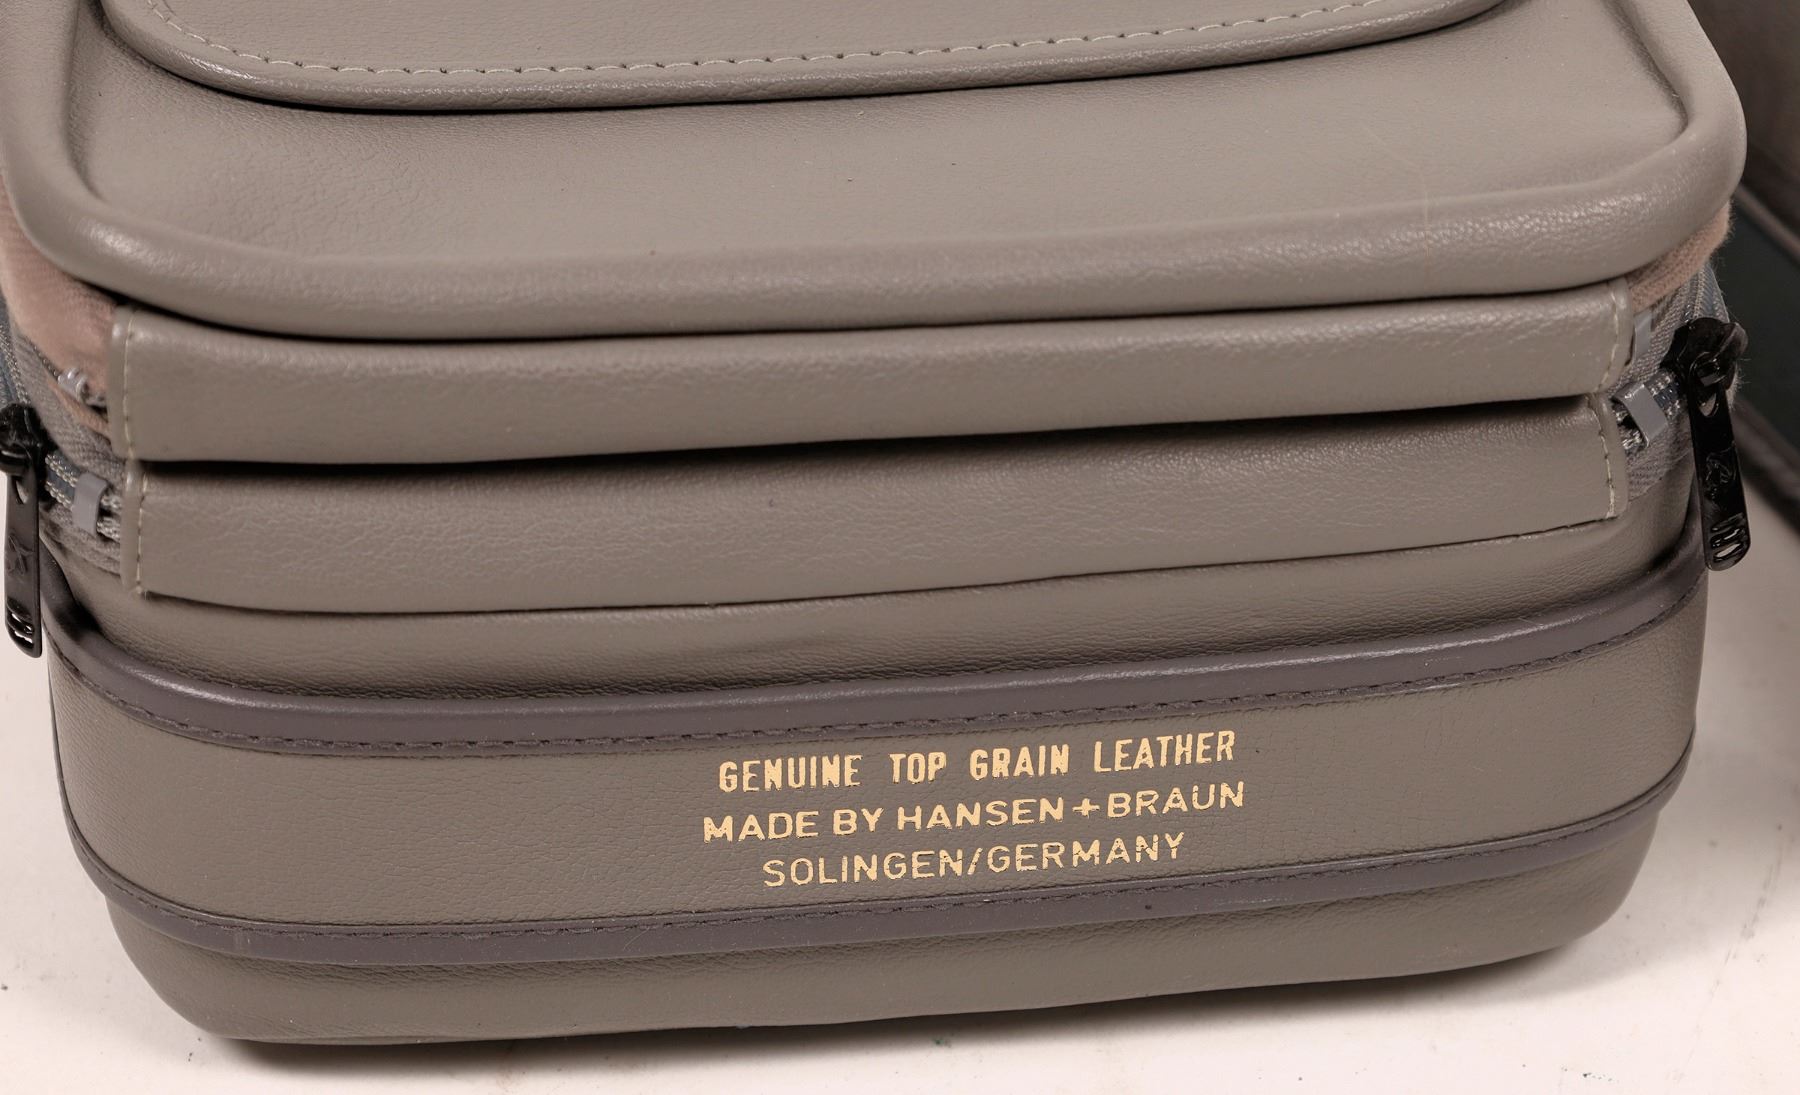 GENUINE TOP GRAIN LEATHER
MADE BY HANSEN+BRAUN
SOLINGEN/GERMANY